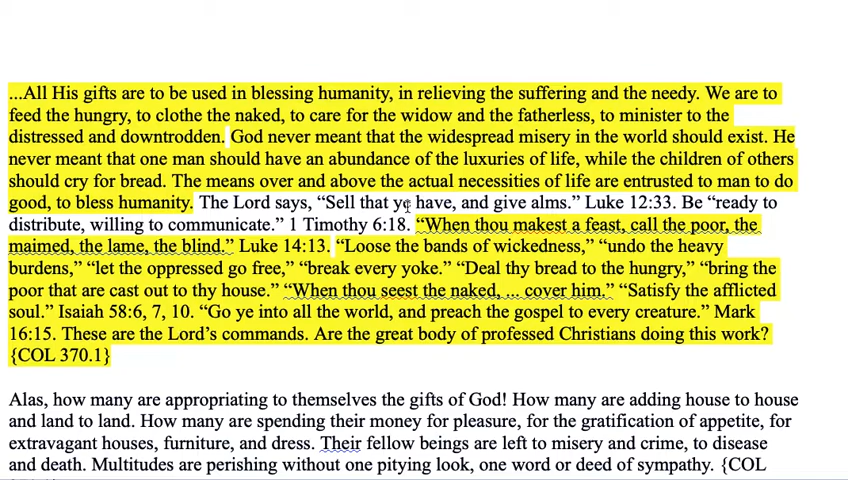 ...All His gifts are to be used in blessing humanity, in relieving the suffering and the needy. We are to
feed the hungry, to clothe the naked, to care for the widow and the fatherless, to minister to the
distressed and downtrodden. God never meant that the widespread misery in the world should exist. He
never meant that one man should have an abundance of the luxuries of life, while the children of others
should cry for bread. The means over and above the actual necessities of life are entrusted to man to do
good, to bless humanity. The Lord says, “Sell that ye have, and give alms.” Luke 12:33. Be “ready to
distribute, willing to communicate.” 1 Timothy 6:18. “When thou makest a feast, call the poor, the
maimed, the lame, the blind.” Luke 14:13. “Loose the bands of wickedness,” “undo the heavy
burdens,” “let the oppressed go free,” “break every yoke.” “Deal thy bread to the hungry,” “bring the
poor that are cast out to thy house.” “When thou seest the naked, ... cover him.” “Satisfy the afflicted
soul.” Isaiah 58:6, 7, 10. “Go ye into all the world, and preach the gospel to every creature.” Mark
16:15. These are the Lord’s commands. Are the great body of professed Christians doing this work?
{COL 370.1}
Alas, how many are appropriating to themselves the gifts of God! How many are adding house to house
and land to land. How many are spending their money for pleasure, for the gratification of appetite, for
extravagant houses, furniture, and dress. Their fellow beings are left to misery and crime, to disease
and death. Multitudes are perishing without one pitying look, one word or deed of sympathy. {COL